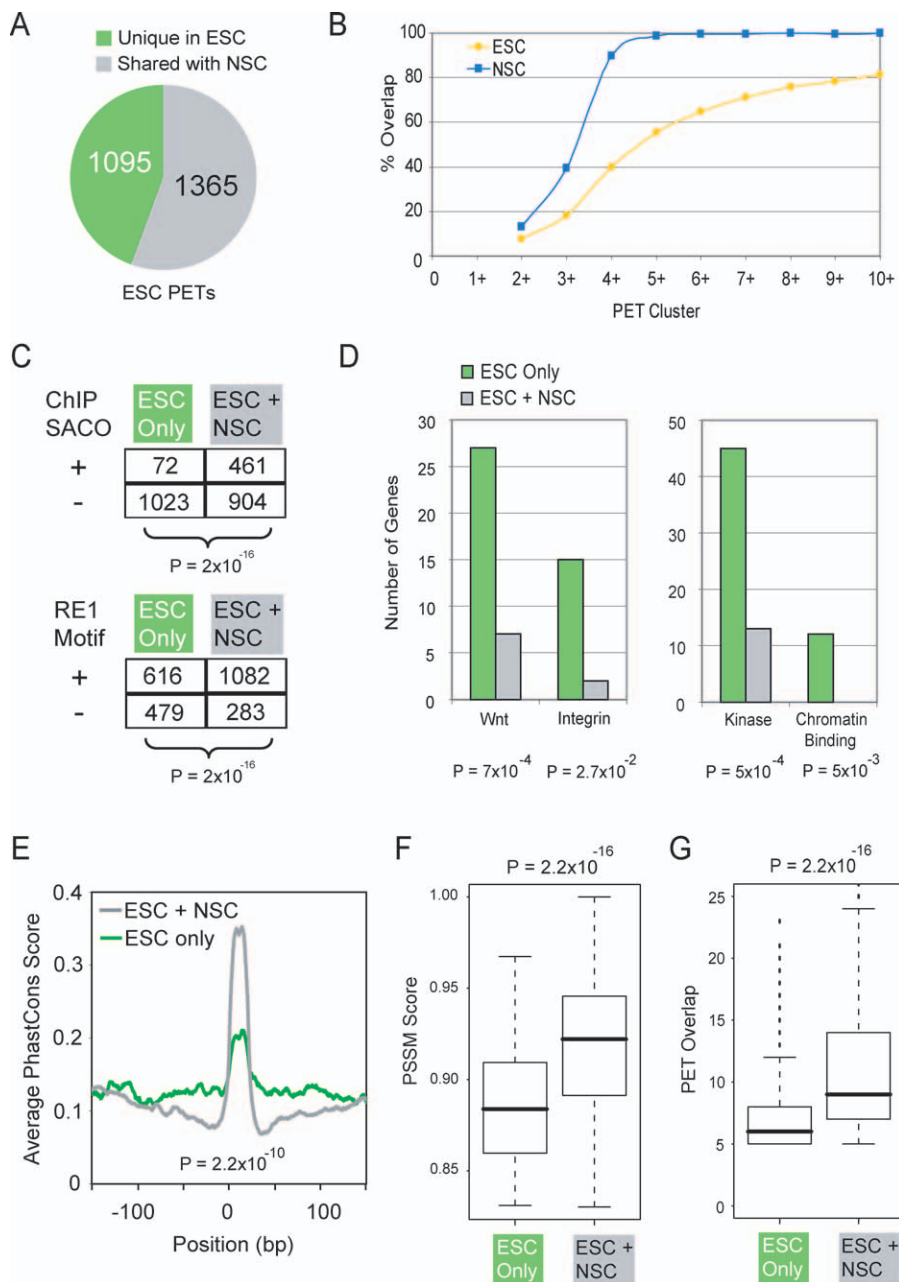 A
Unique in ESC
Shared with NSC
1095
1365
ESC PETs
B
100
80
60
40
20
0
% Overlap
ESC
NSC
0 1+ 2+ 3+ 4+ 5+ 6+ 7+ 8+ 9+ 10+
PET Cluster
C
ChIP SACO
ESC Only
ESC + NSC
+ 72 461
- 1023 904
P = 2x10^-16
RE1 Motif
ESC Only
ESC + NSC
+ 616 1082
- 479 283
P = 2x10^-16
D
ESC Only
ESC + NSC
Number of Genes
30
25
20
15
10
5
0
Wnt Integrin
P = 7x10^-4 P = 2.7x10^-2
50
40
30
20
10
0
Kinase Chromatin Binding
P = 5x10^-4 P = 5x10^-3
E
Average PhastCons Score
0.4
0.3
0.2
0.1
0
ESC + NSC
ESC only
P = 2.2x10^-10
-100 0 100
Position (bp)
F
P = 2.2x10^-16
PSSM Score
1.00
0.95
0.90
0.85
ESC Only
ESC + NSC
G
P = 2.2x10^-16
PET Overlap
25
20
15
10
5
0
ESC Only
ESC + NSC